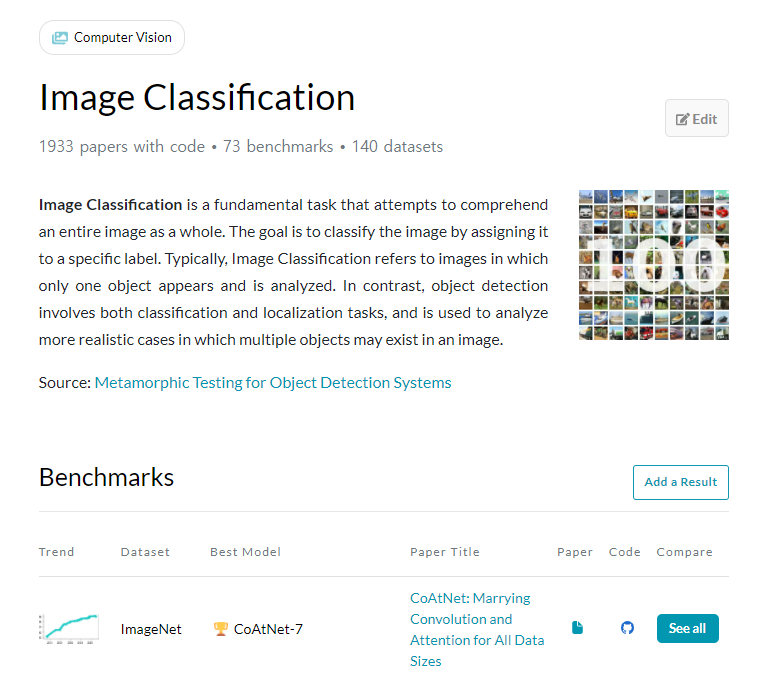 Computer Vision
Image Classification
Edit
1933 papers with code • 73 benchmarks • 140 datasets
Image Classification is a fundamental task that attempts to comprehend
an entire image as a whole. The goal is to classify the image by assigning it
to a specific label. Typically, Image Classification refers to images in which
only one object appears and is analyzed. In contrast, object detection
involves both classification and localization tasks, and is used to analyze
more realistic cases in which multiple objects may exist in an image.
100
Source: Metamorphic Testing for Object Detection Systems
Benchmarks
Add a Result
Trend Dataset Best Model Paper Title Paper Code Compare
ImageNet
CoAtNet-7
CoAtNet: Marrying
Convolution and
Attention for All Data
Sizes
See all